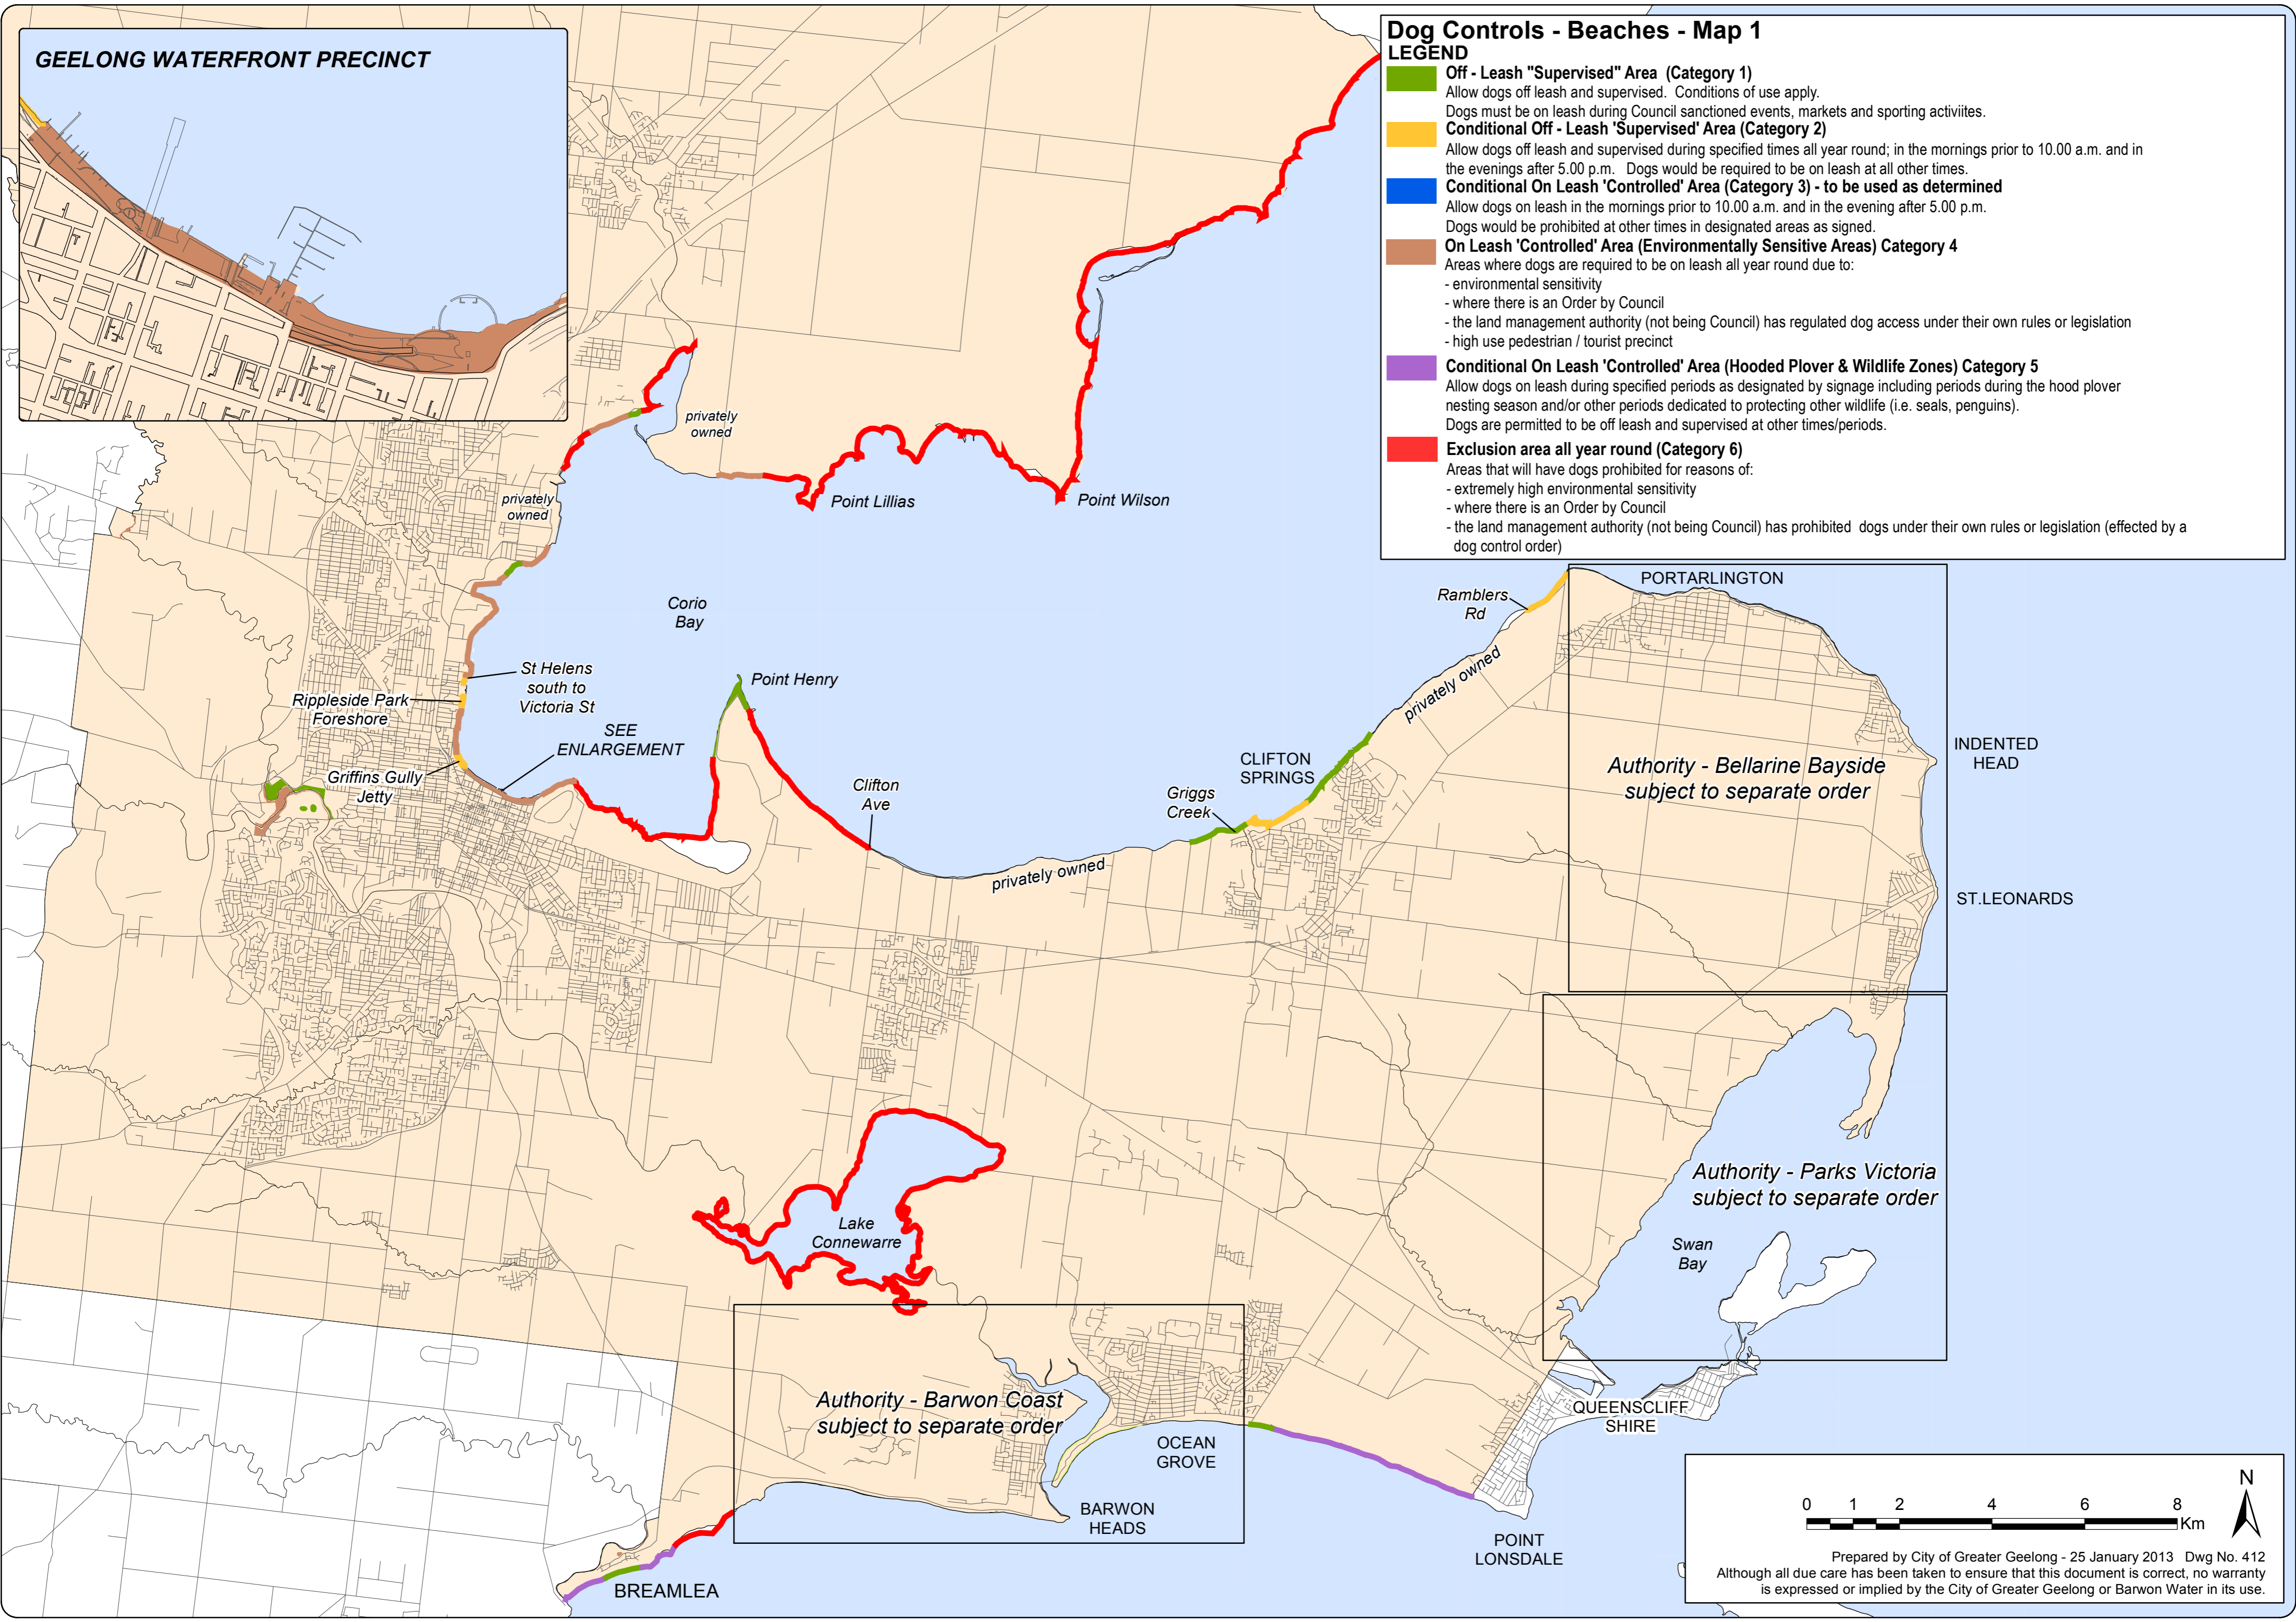 GEELONG WATERFRONT PRECINCT
Dog Controls - Beaches - Map 1
LEGEND
Off - Leash "Supervised" Area  (Category 1)
Allow dogs off leash and supervised.  Conditions of use apply.
Dogs must be on leash during Council sanctioned events, markets and sporting activiites.
Conditional Off - Leash 'Supervised' Area (Category 2)
Allow dogs off leash and supervised during specified times all year round; in the mornings prior to 10.00 a.m. and in
the evenings after 5.00 p.m.   Dogs would be required to be on leash at all other times.
Conditional On Leash 'Controlled' Area (Category 3) - to be used as determined
Allow dogs on leash in the mornings prior to 10.00 a.m. and in the evening after 5.00 p.m.
Dogs would be prohibited at other times in designated areas as signed.
On Leash 'Controlled' Area (Environmentally Sensitive Areas) Category 4
Areas where dogs are required to be on leash all year round due to:
- environmental sensitivity
- where there is an Order by Council
- the land management authority (not being Council) has regulated dog access under their own rules or legislation
- high use pedestrian / tourist precinct
Conditional On Leash 'Controlled' Area (Hooded Plover & Wildlife Zones) Category 5
Allow dogs on leash during specified periods as designated by signage including periods during the hood plover
nesting season and/or other periods dedicated to protecting other wildlife (i.e. seals, penguins).
Dogs are permitted to be off leash and supervised at other times/periods.
Exclusion area all year round (Category 6)
Areas that will have dogs prohibited for reasons of:
- extremely high environmental sensitivity
- where there is an Order by Council
- the land management authority (not being Council) has prohibited  dogs under their own rules or legislation (effected by a
dog control order)
privately
owned
privately
owned
Point Lillias
Point Wilson
Corio
Bay
Ramblers
Rd
PORTARLINGTON
St Helens
south to
Victoria St
Rippleside Park
Foreshore
Point Henry
privately owned
SEE
ENLARGEMENT
CLIFTON
SPRINGS
INDENTED
HEAD
Authority - Bellarine Bayside
subject to separate order
Griffins Gully
Jetty
Clifton
Ave
Griggs
Creek
privately owned
ST.LEONARDS
Authority - Parks Victoria
subject to separate order
Lake
Connewarre
Swan
Bay
Authority - Barwon Coast
subject to separate order
QUEENSCLIFF
SHIRE
OCEAN
GROVE
BARWON
HEADS
POINT
LONSDALE
BREAMLEA
N
0 1 2 4 6 8
Km
Prepared by City of Greater Geelong - 25 January 2013   Dwg No. 412
Although all due care has been taken to ensure that this document is correct, no warranty
is expressed or implied by the City of Greater Geelong or Barwon Water in its use.